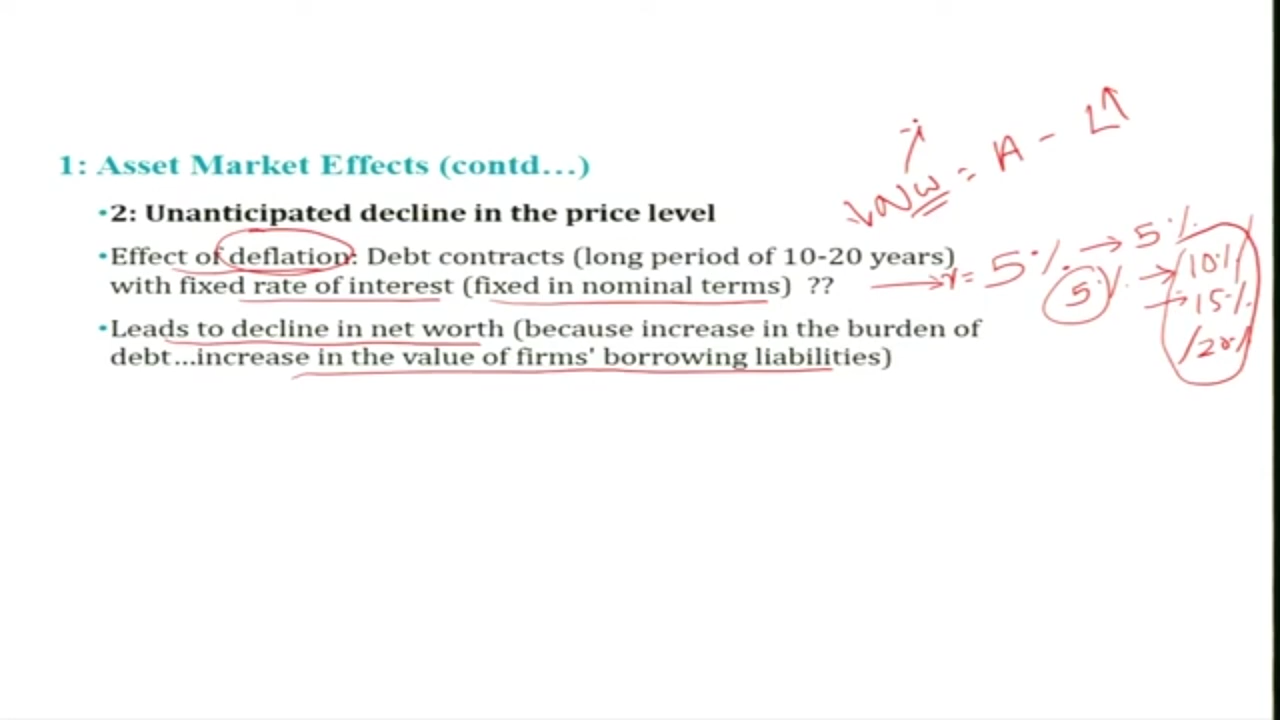 1: Asset Market Effects (contd…)
•2: Unanticipated decline in the price level
•Effect of deflation: Debt contracts (long period of 10-20 years)
with fixed rate of interest (fixed in nominal terms) ??
•Leads to decline in net worth (because increase in the burden of
debt…increase in the value of firms' borrowing liabilities)
↓NW = A - L↑
→ r = 5% → 5%
5% → 10%
→ 15%
/20%